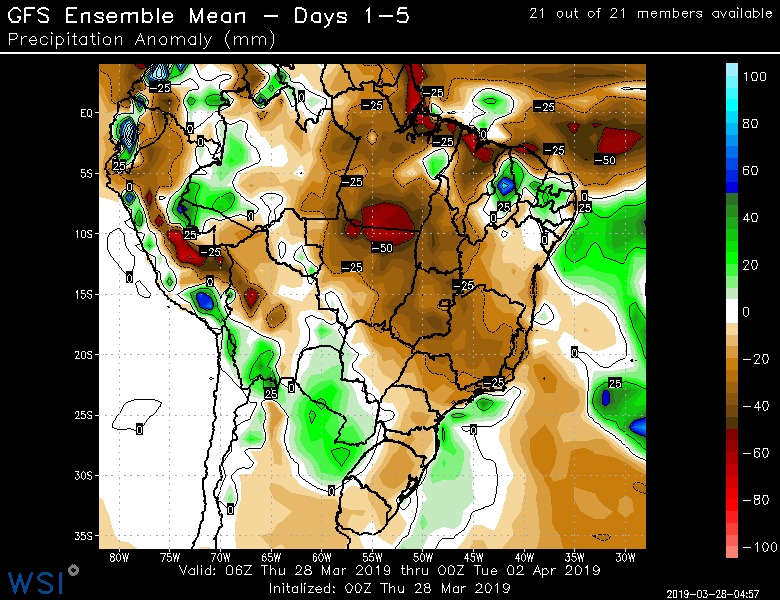 GFS Ensemble Mean – Days 1–5
21 out of 21 members available
Precipitation Anomaly (mm)
EQ
5S
10S
15S
20S
25S
30S
35S
80W 75W 70W 65W 60W 55W 50W 45W 40W 35W 30W
-25 0 -25 -25 -25
0 0 -25 0
25 -25 -50
0 -25 25 0
0 25 25
25 -25 -50 0
0 0 -25 -25
0 0
25 0 -25 25
0 0
0 0
100
80
60
40
20
0
−20
−40
−60
−80
−100
Valid: 06Z Thu 28 Mar 2019 thru 00Z Tue 02 Apr 2019
Initalized: 00Z Thu 28 Mar 2019
WSI
2019-03-28-04:57